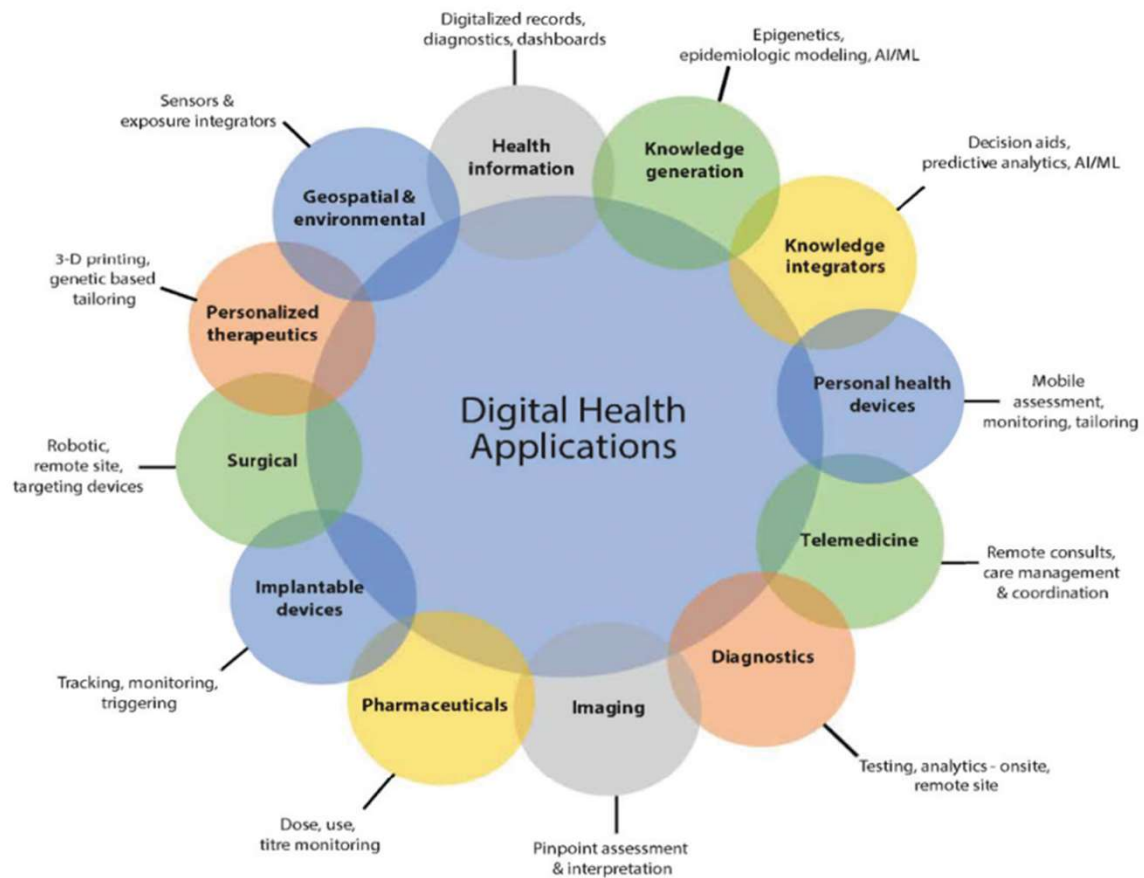 Digitalized records,
diagnostics, dashboards
Epigenetics,
epidemiologic modeling, AI/ML
Sensors &
exposure integrators
Health
information
Knowledge
generation
Decision aids,
predictive analytics, AI/ML
Geospatial &
environmental
Knowledge
integrators
3-D printing,
genetic based
tailoring
Personalized
therapeutics
Personal health
devices
Mobile
assessment,
monitoring, tailoring
Digital Health
Applications
Robotic,
remote site,
targeting devices
Surgical
Telemedicine
Remote consults,
care management
& coordination
Implantable
devices
Diagnostics
Tracking, monitoring,
triggering
Pharmaceuticals
Imaging
Testing, analytics - onsite,
remote site
Dose, use,
titre monitoring
Pinpoint assessment
& interpretation